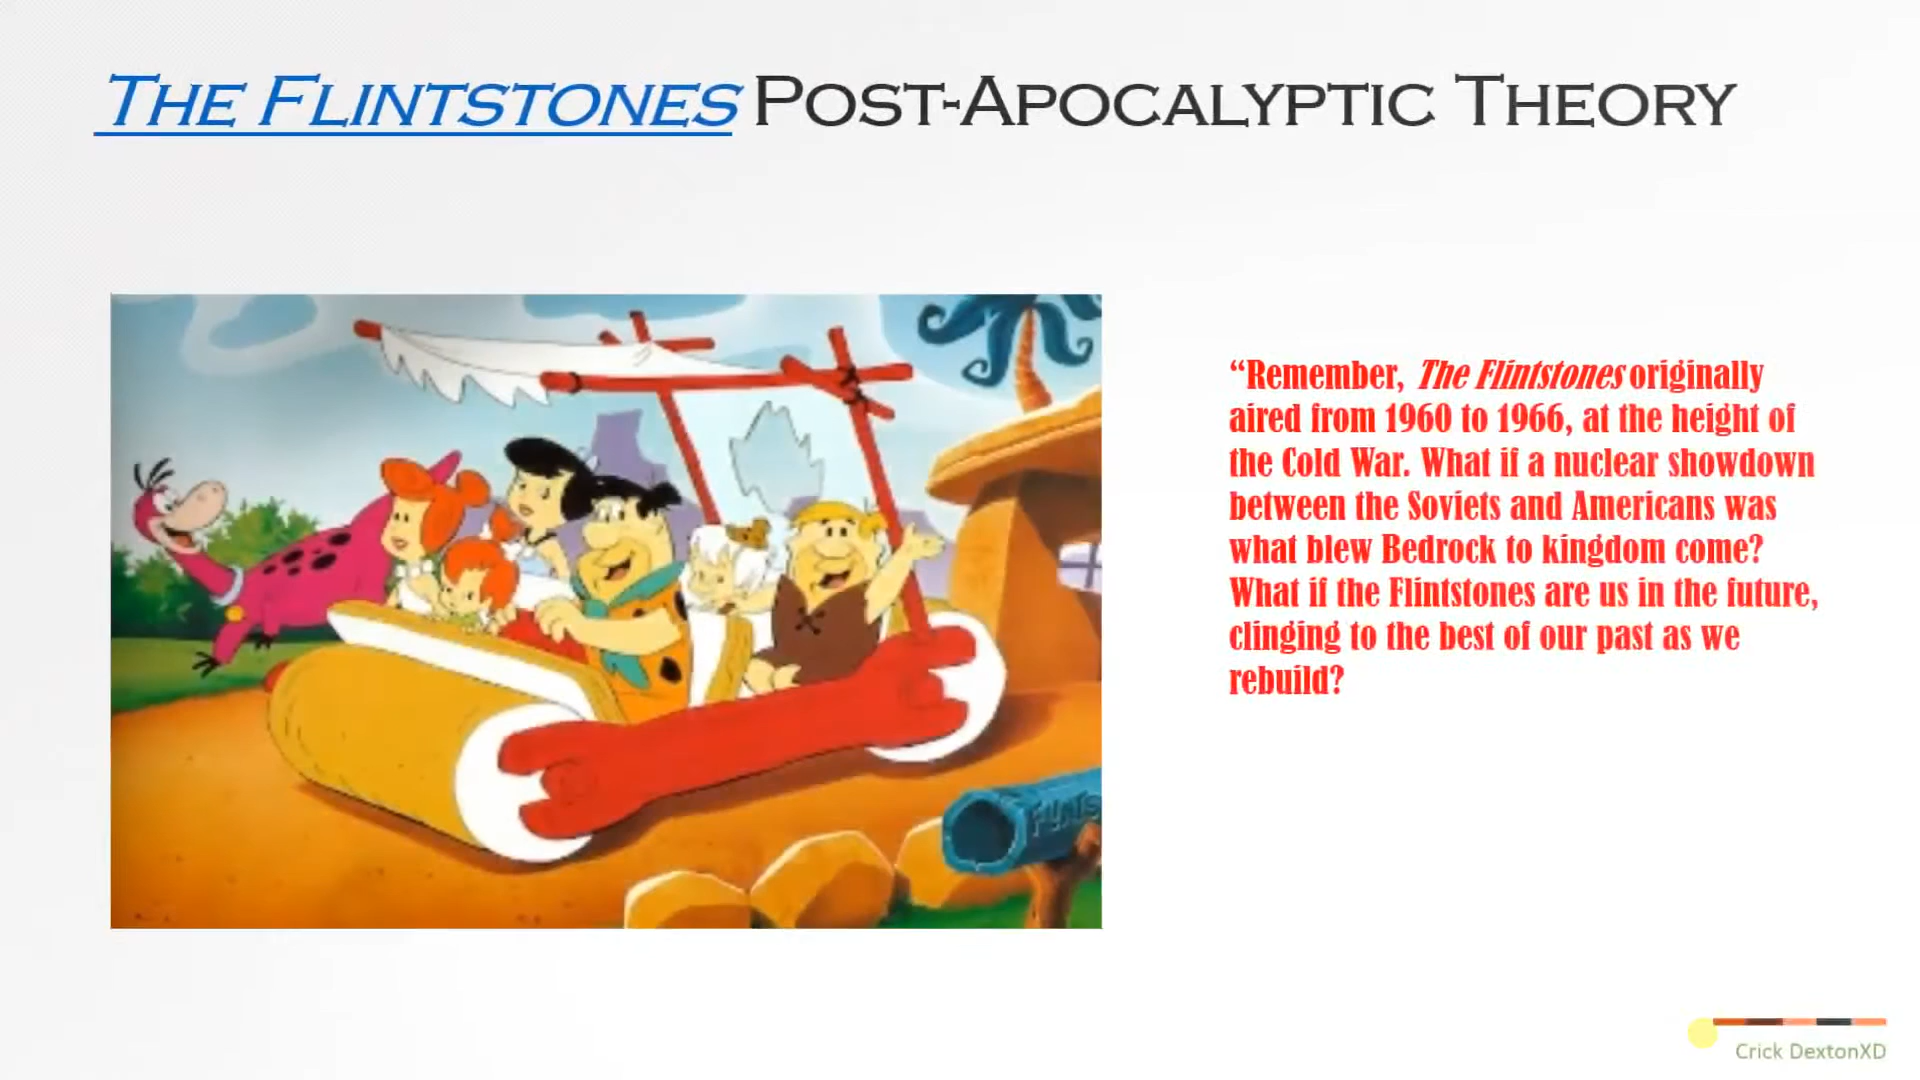 The Flintstones Post-Apocalyptic Theory
“Remember, The Flintstones originally
aired from 1960 to 1966, at the height of
the Cold War. What if a nuclear showdown
between the Soviets and Americans was
what blew Bedrock to kingdom come?
What if the Flintstones are us in the future,
clinging to the best of our past as we
rebuild?
FLINTS
Crick DextonXD